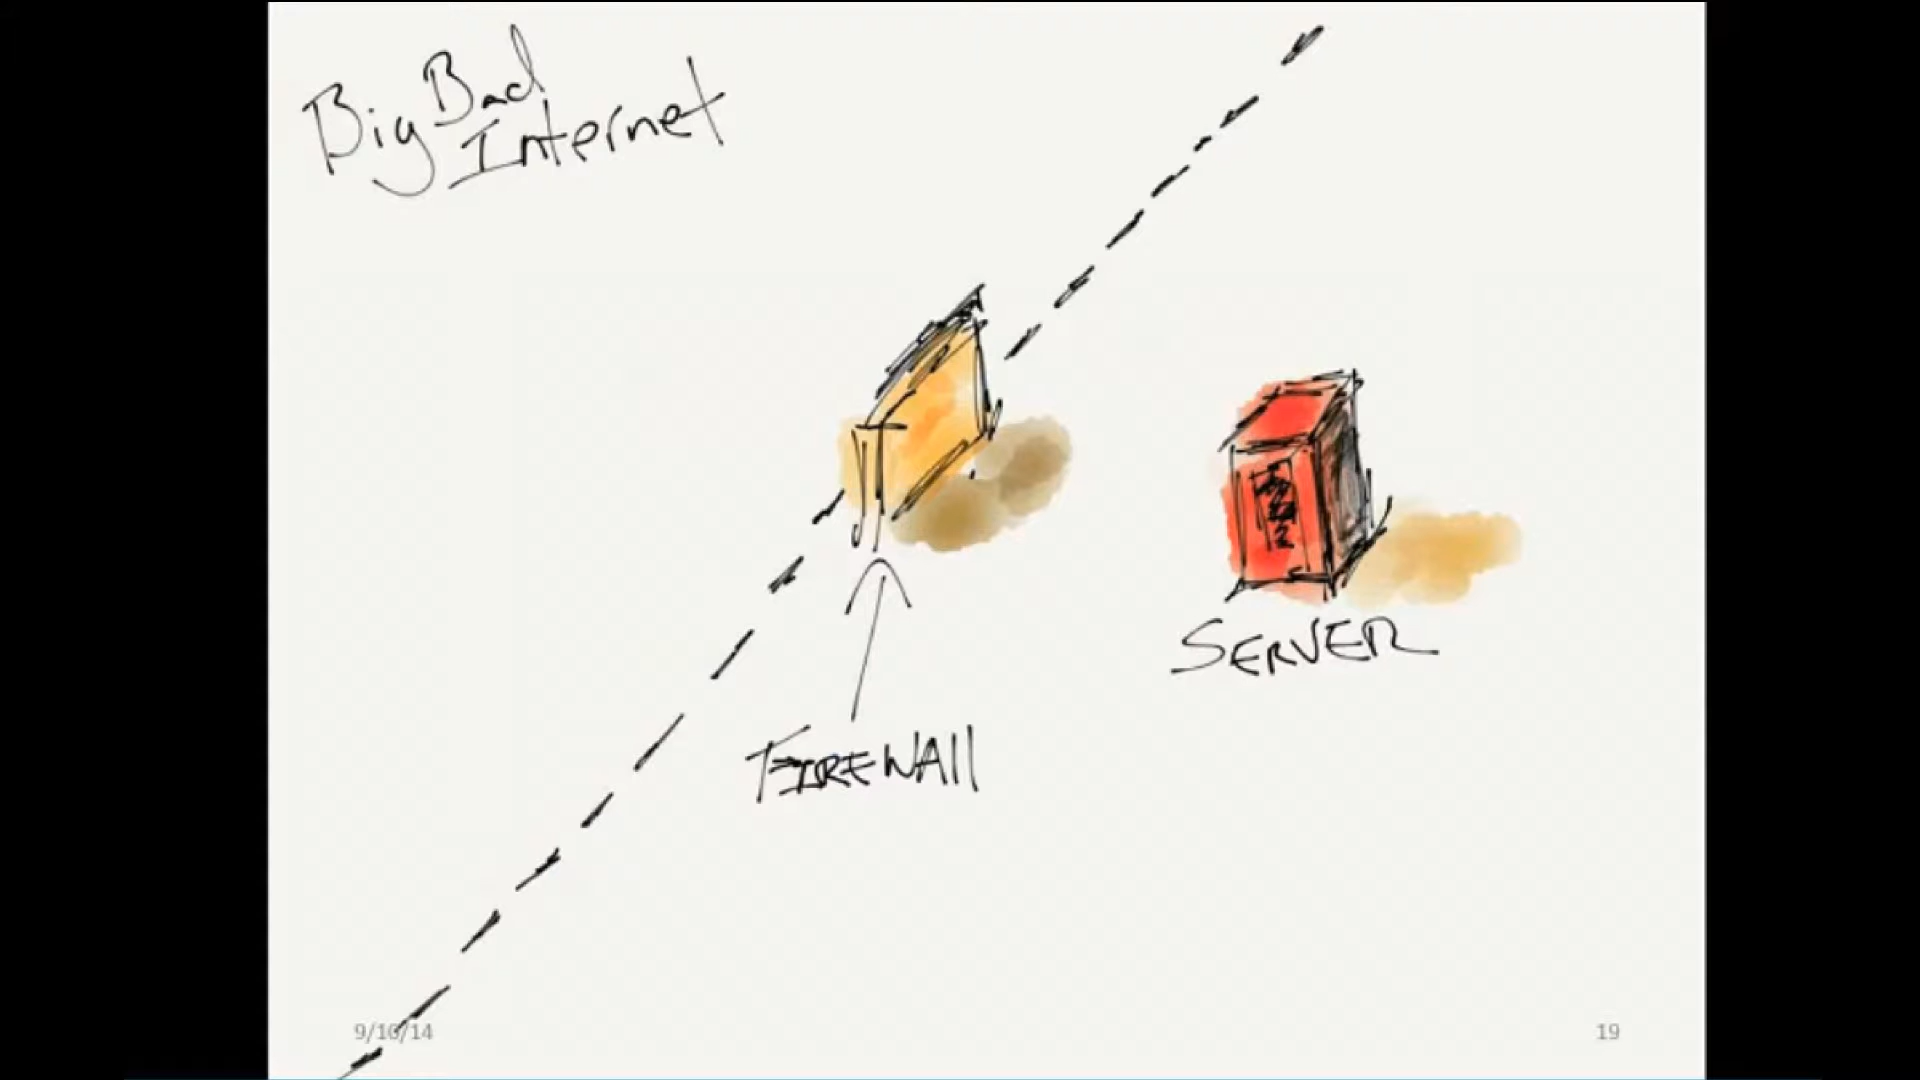 Big Bad
Internet
SERVER
FIREWAll
9/10/14
19